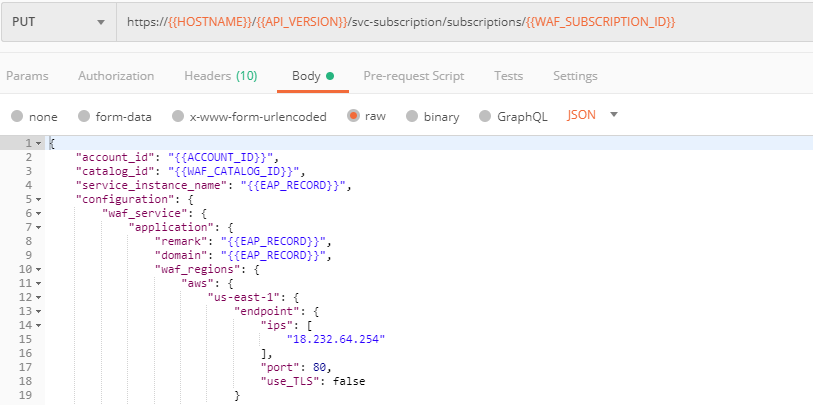 PUT https://{{HOSTNAME}}/{{API_VERSION}}/svc-subscription/subscriptions/{{WAF_SUBSCRIPTION_ID}}
Params Authorization Headers (10) Body Pre-request Script Tests Settings
none form-data x-www-form-urlencoded raw binary GraphQL JSON
1 {
2 "account_id": "{{ACCOUNT_ID}}",
3 "catalog_id": "{{WAF_CATALOG_ID}}",
4 "service_instance_name": "{{EAP_RECORD}}",
5 "configuration": {
6 "waf_service": {
7 "application": {
8 "remark": "{{EAP_RECORD}}",
9 "domain": "{{EAP_RECORD}}",
10 "waf_regions": {
11 "aws": {
12 "us-east-1": {
13 "endpoint": {
14 "ips": [
15 "18.232.64.254"
16 ],
17 "port": 80,
18 "use_TLS": false
19 }